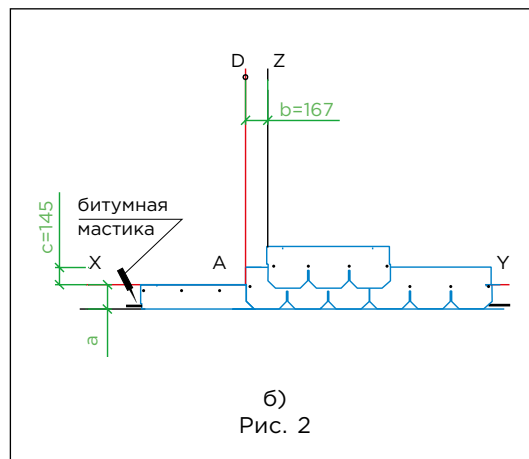 D Z
b=167
битумная
мастика
c=145
X A Y
a
б)
Рис. 2